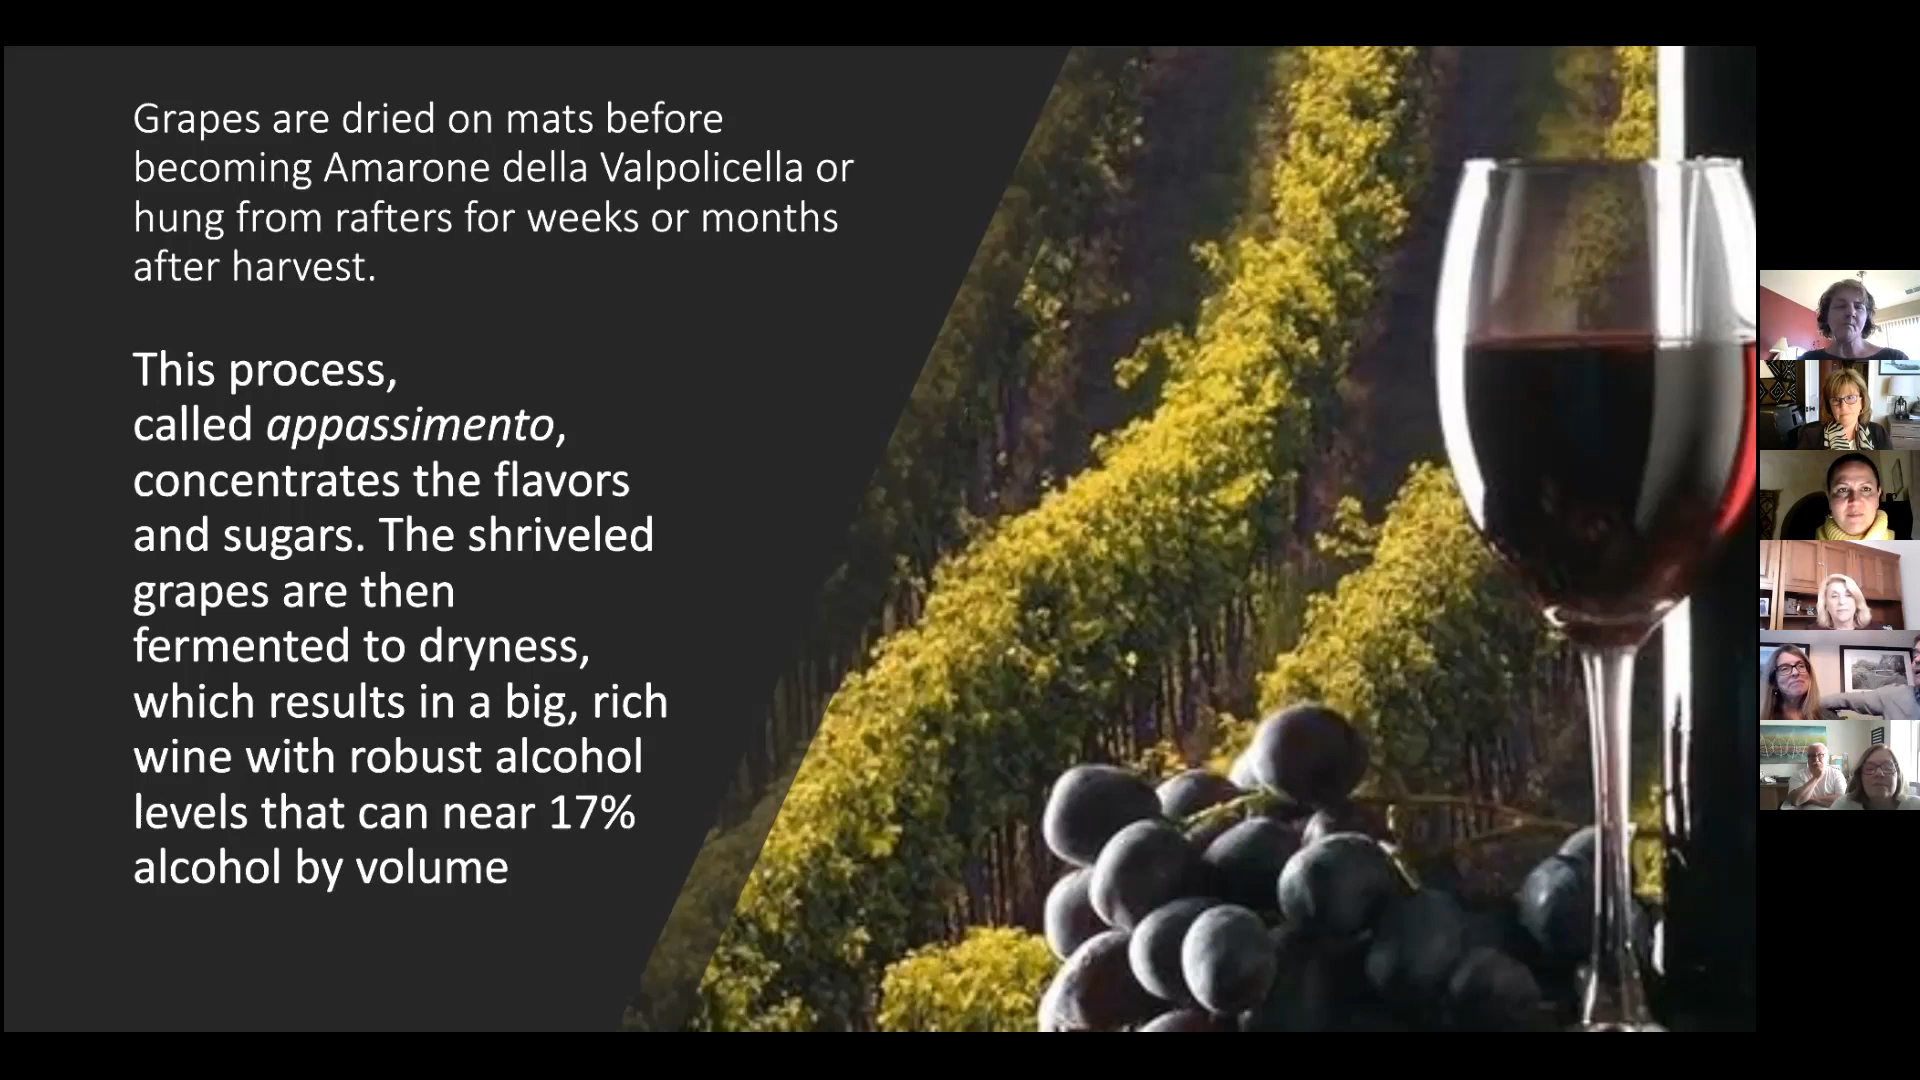 Grapes are dried on mats before
becoming Amarone della Valpolicella or
hung from rafters for weeks or months
after harvest.
This process,
called appassimento,
concentrates the flavors
and sugars. The shriveled
grapes are then
fermented to dryness,
which results in a big, rich
wine with robust alcohol
levels that can near 17%
alcohol by volume